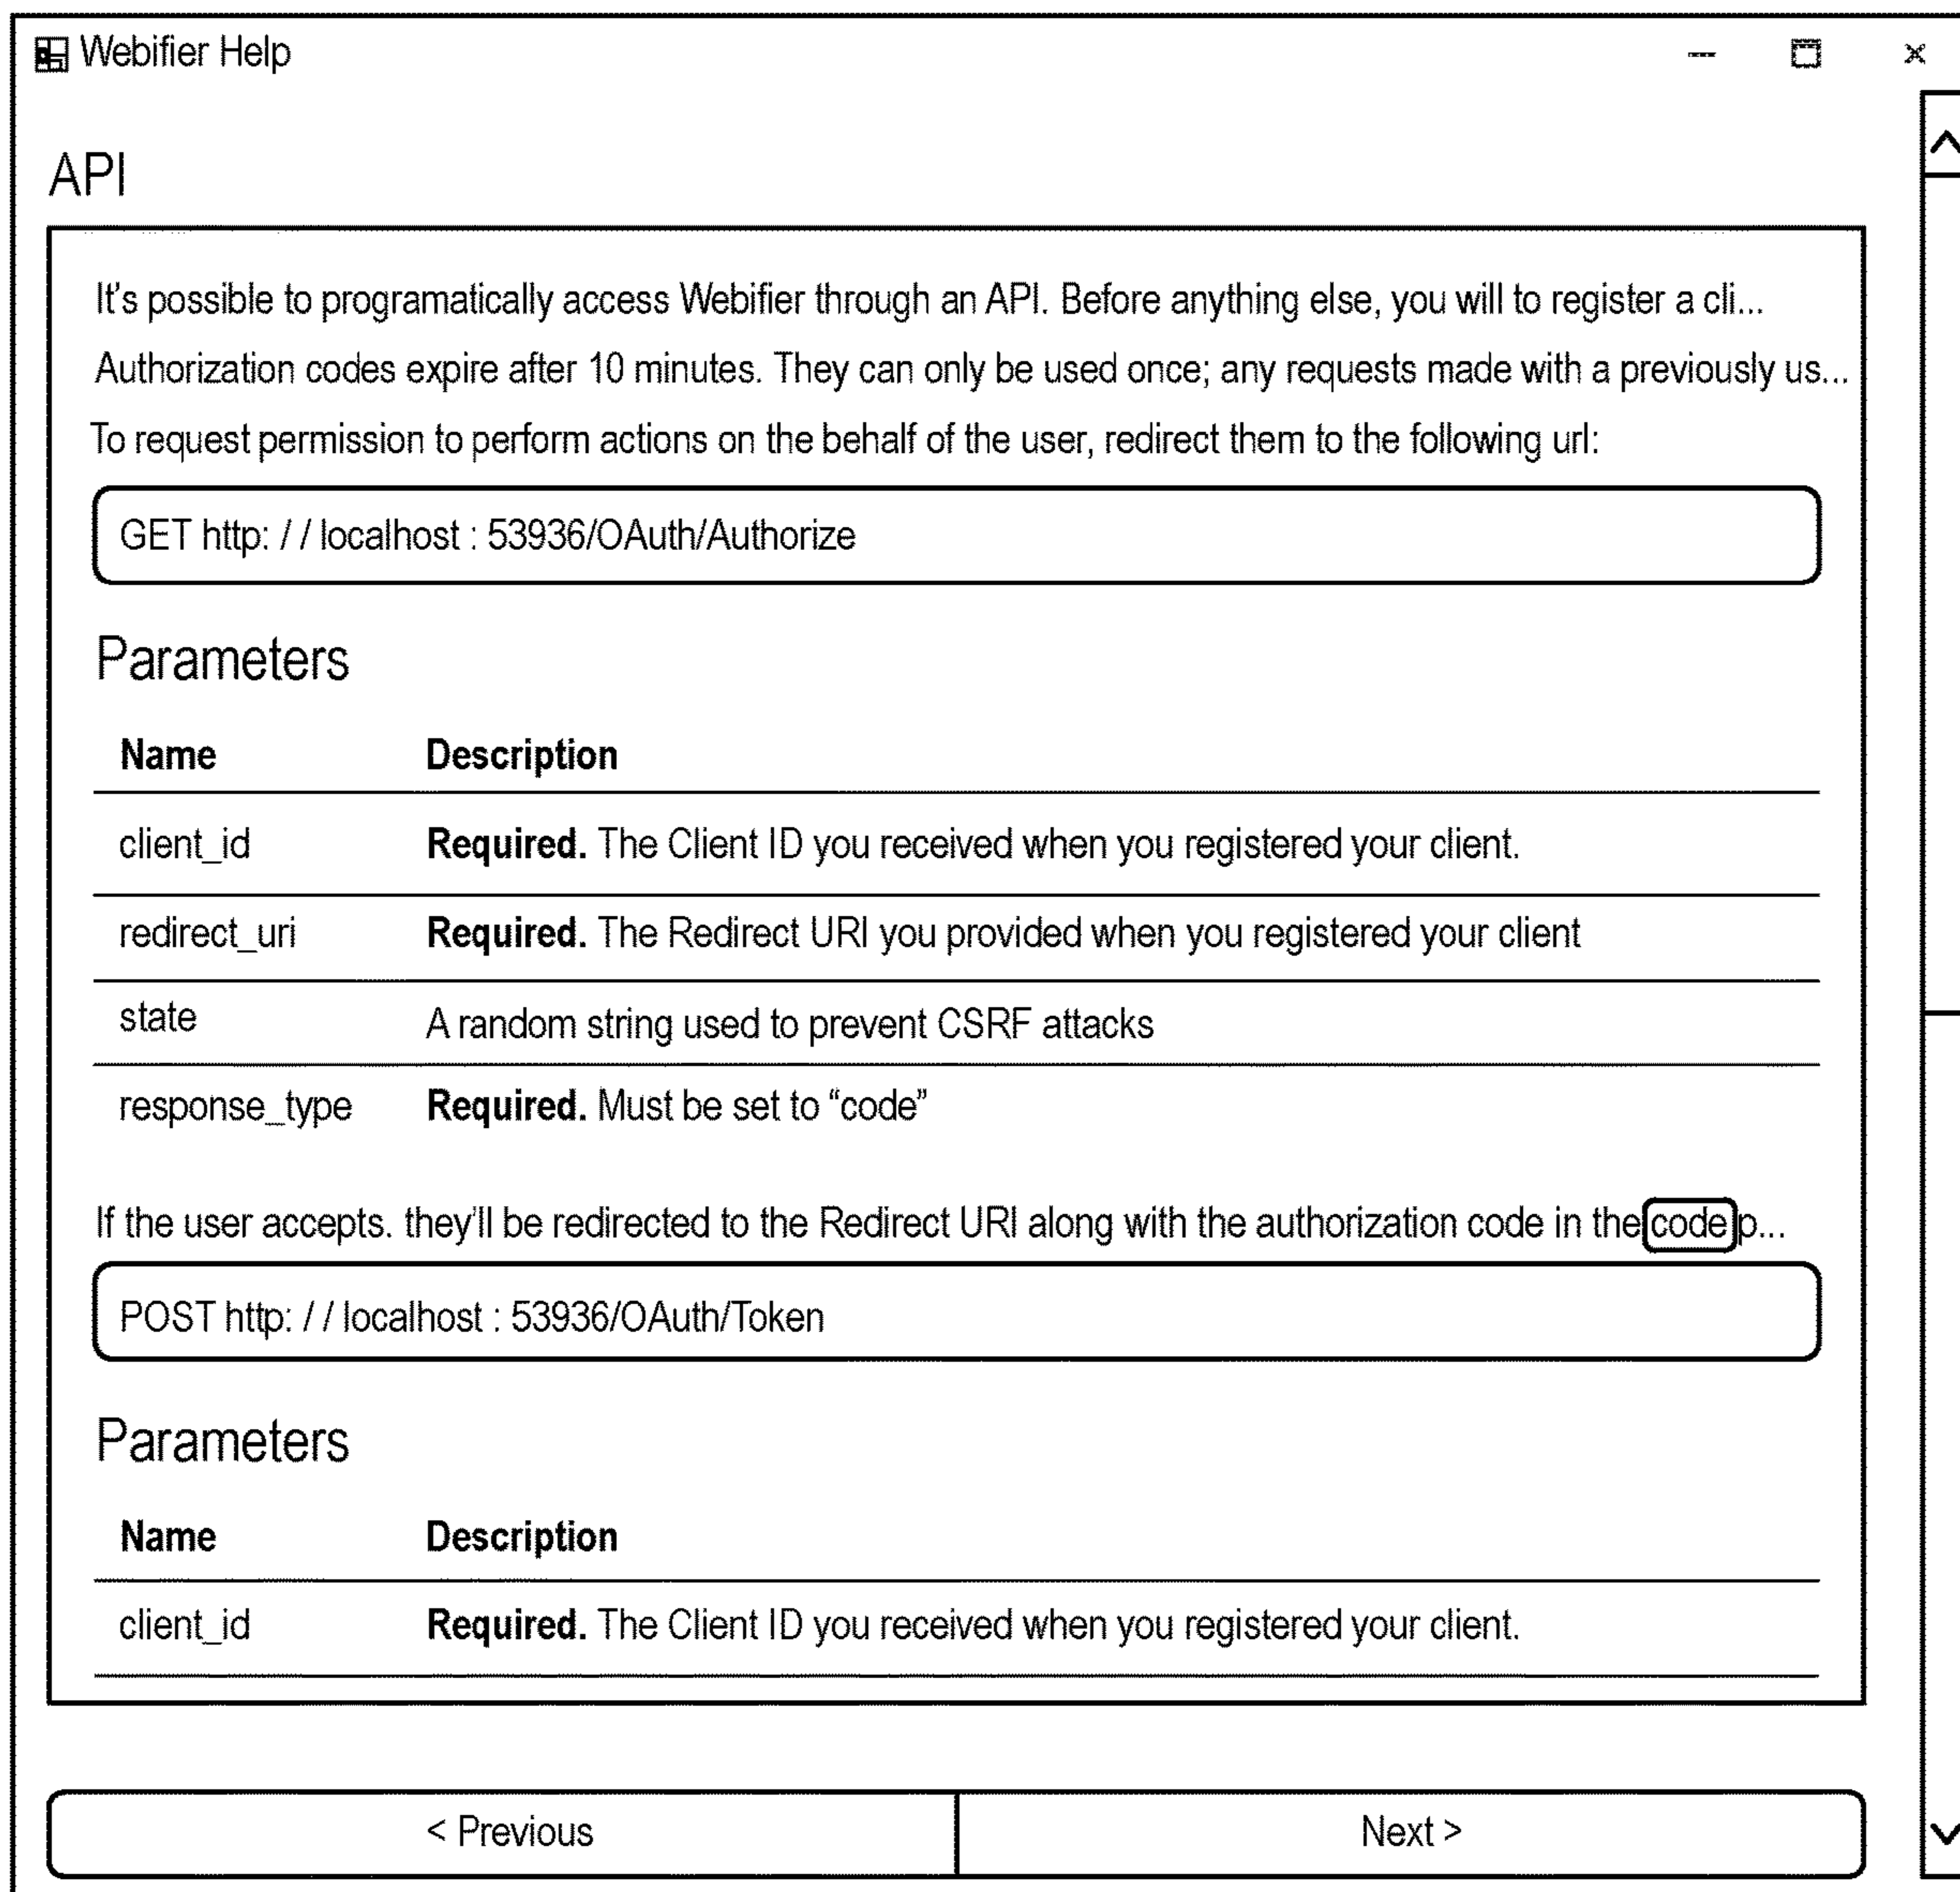 Webifier Help
API
It's possible to programatically access Webifier through an API. Before anything else, you will to register a cli...
Authorization codes expire after 10 minutes. They can only be used once; any requests made with a previously us...
To request permission to perform actions on the behalf of the user, redirect them to the following url:
GET http: / / localhost : 53936/OAuth/Authorize
Parameters
Name Description
client_id Required. The Client ID you received when you registered your client.
redirect_uri Required. The Redirect URI you provided when you registered your client
state A random string used to prevent CSRF attacks
response_type Required. Must be set to “code”
If the user accepts. they'll be redirected to the Redirect URI along with the authorization code in the code p...
POST http: / / localhost : 53936/OAuth/Token
Parameters
Name Description
client_id Required. The Client ID you received when you registered your client.
< Previous Next >